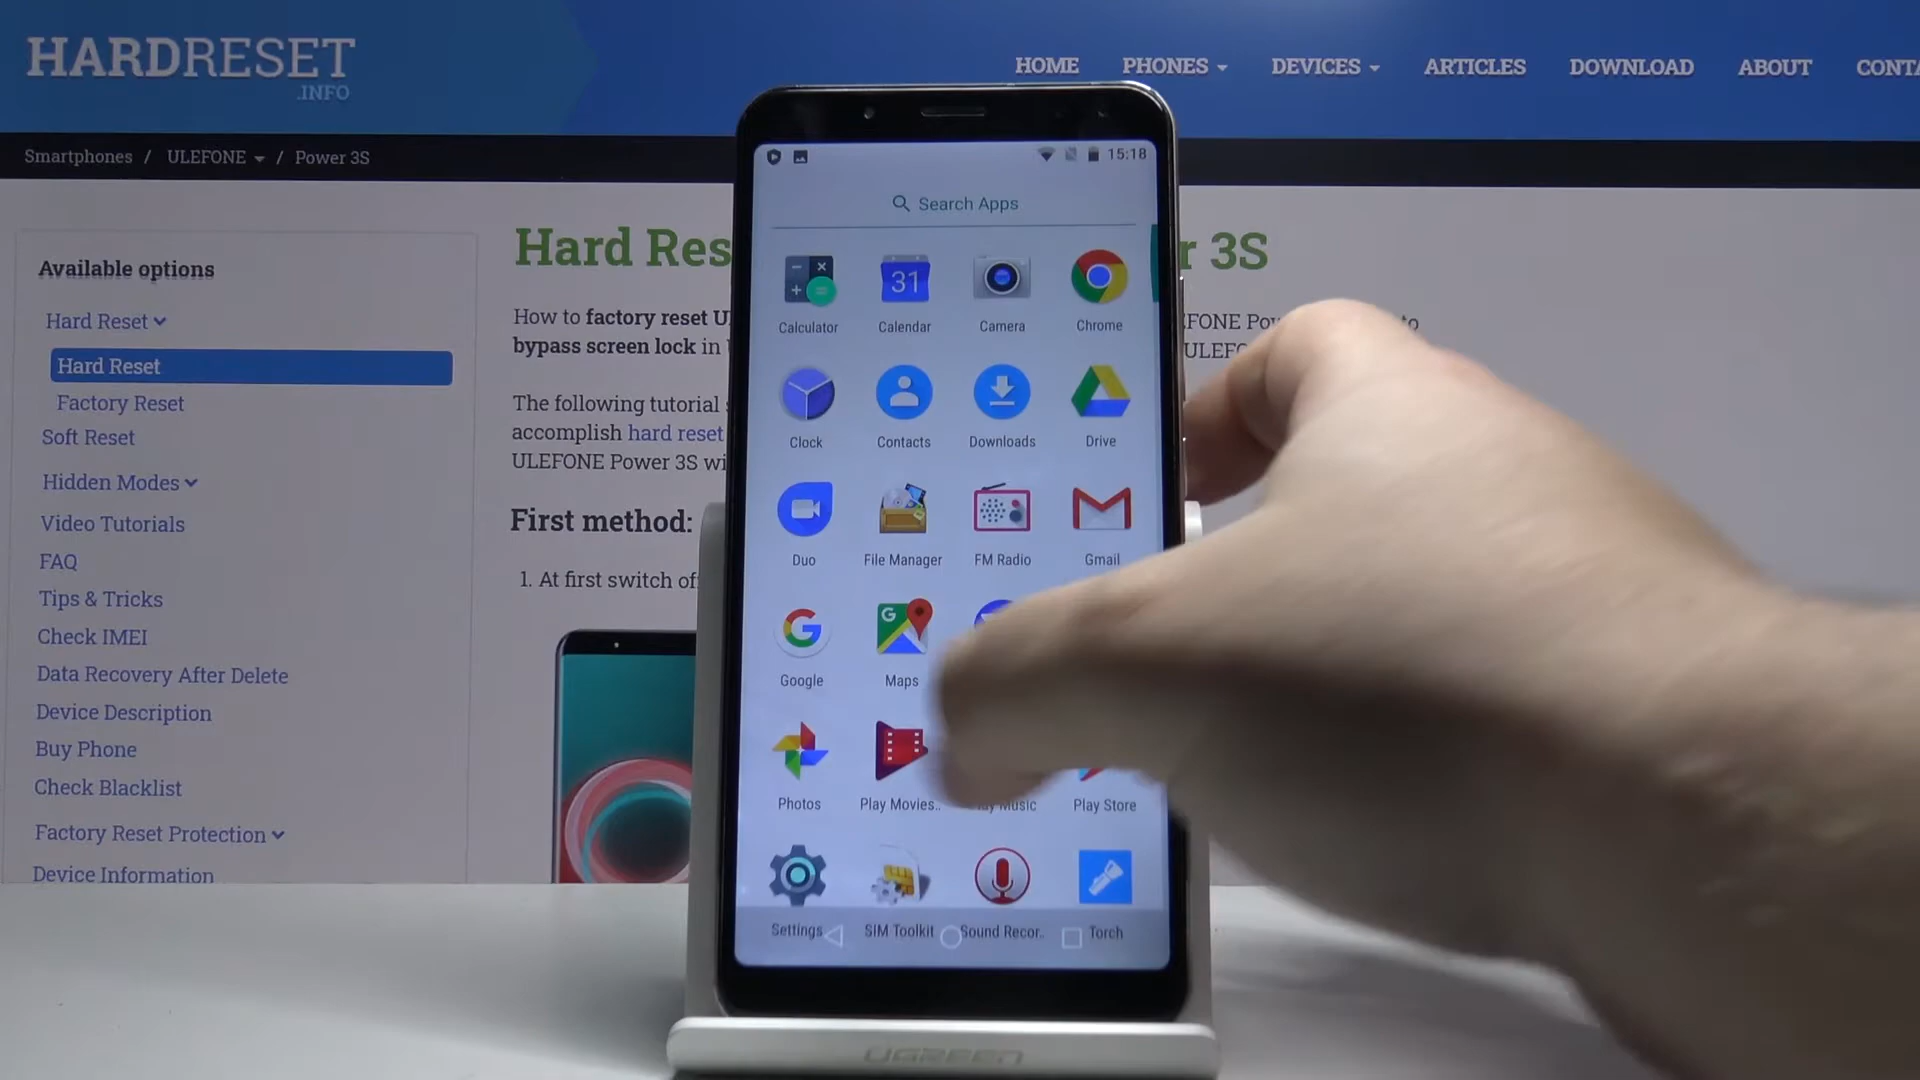 HARDRESET
.INFO
HOME PHONES DEVICES ARTICLES DOWNLOAD ABOUT
Smartphones / ULEFONE / Power 3S
Available options
Hard Reset
Hard Reset
Factory Reset
Soft Reset
Hidden Modes
Video Tutorials
FAQ
Tips & Tricks
Check IMEI
Data Recovery After Delete
Device Description
Buy Phone
Check Blacklist
Factory Reset Protection
Device Information
Hard Res
r 3S
How to factory reset U
bypass screen lock in
The following tutorial
accomplish hard reset
ULEFONE Power 3S wi
First method:
1. At first switch of
15:18
Search Apps
31
Calculator Calendar Camera Chrome
Clock Contacts Downloads Drive
Duo File Manager FM Radio Gmail
G
G
Google Maps
Photos Play Movies.. Music Play Store
Settings SIM Toolkit Sound Recor.. Torch
UGREEN